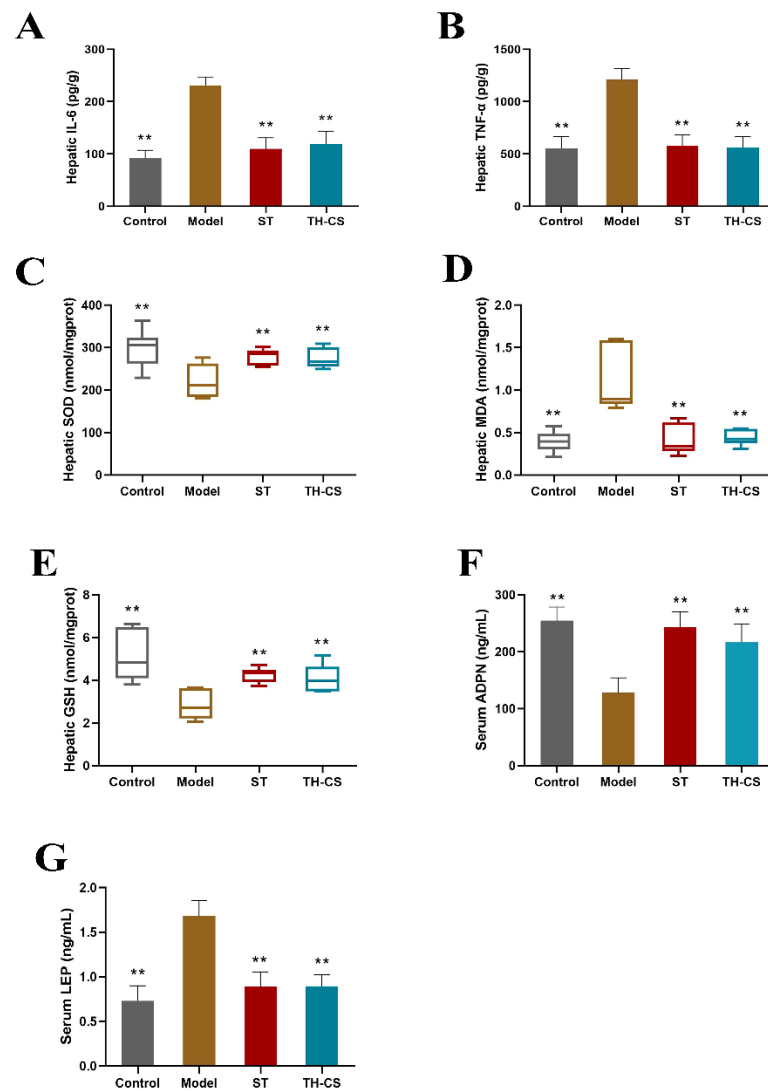 A
Hepatic IL-6 (pg/g)
300
200
100
0
**
**
**
Control Model ST TH-CS
B
Hepatic TNF-α (pg/g)
1500
1000
500
0
**
**
**
Control Model ST TH-CS
C
Hepatic SOD (nmol/mgprot)
400
300
200
100
0
**
**
**
Control Model ST TH-CS
D
Hepatic MDA (nmol/mgprot)
2.0
1.5
1.0
0.5
0.0
**
**
**
Control Model ST TH-CS
E
Hepatic GSH (nmol/mgprot)
8
6
4
2
0
**
**
**
Control Model ST TH-CS
F
Serum ADPN (ng/mL)
300
200
100
0
**
**
**
Control Model ST TH-CS
G
Serum LEP (ng/mL)
2.0
1.5
1.0
0.5
0.0
**
**
**
Control Model ST TH-CS